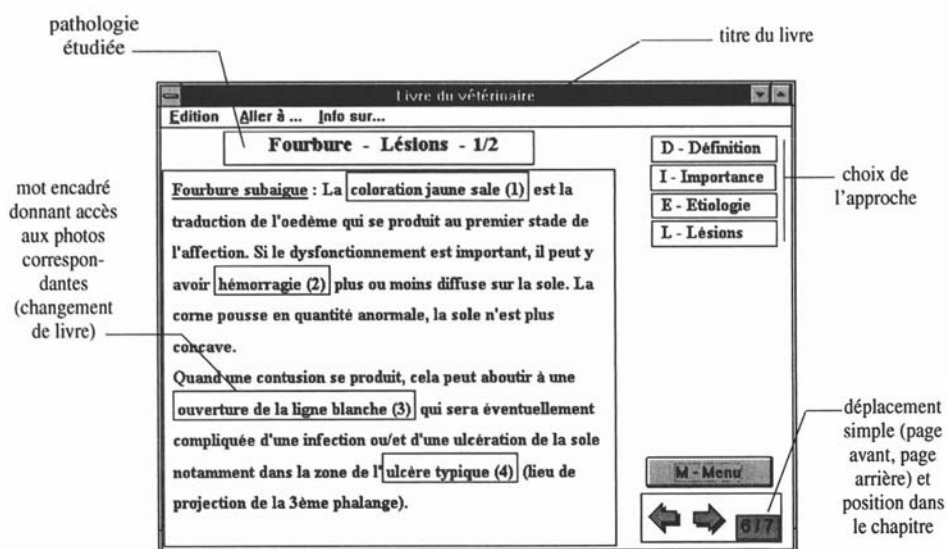 pathologie
étudiée
titre du livre
Livre du vétérinaire
Edition Aller à ... Info sur...
Fourbure - Lésions - 1/2
D - Définition
I - Importance
E - Etiologie
L - Lésions
choix de
l'approche
mot encadré
donnant accès
aux photos
correspon-
dantes
(changement
de livre)
Fourbure subaigue : La coloration jaune sale (1) est la
traduction de l'oedème qui se produit au premier stade de
l'affection. Si le dysfonctionnement est important, il peut y
avoir hémorragie (2) plus ou moins diffuse sur la sole. La
corne pousse en quantité anormale, la sole n'est plus
concave.
Quand une contusion se produit, cela peut aboutir à une
ouverture de la ligne blanche (3) qui sera éventuellement
compliquée d'une infection ou/et d'une ulcération de la sole
notamment dans la zone de l'ulcère typique (4) (lieu de
projection de la 3ème phalange).
M - Menu
6/7
déplacement
simple (page
avant, page
arrière) et
position dans
le chapitre